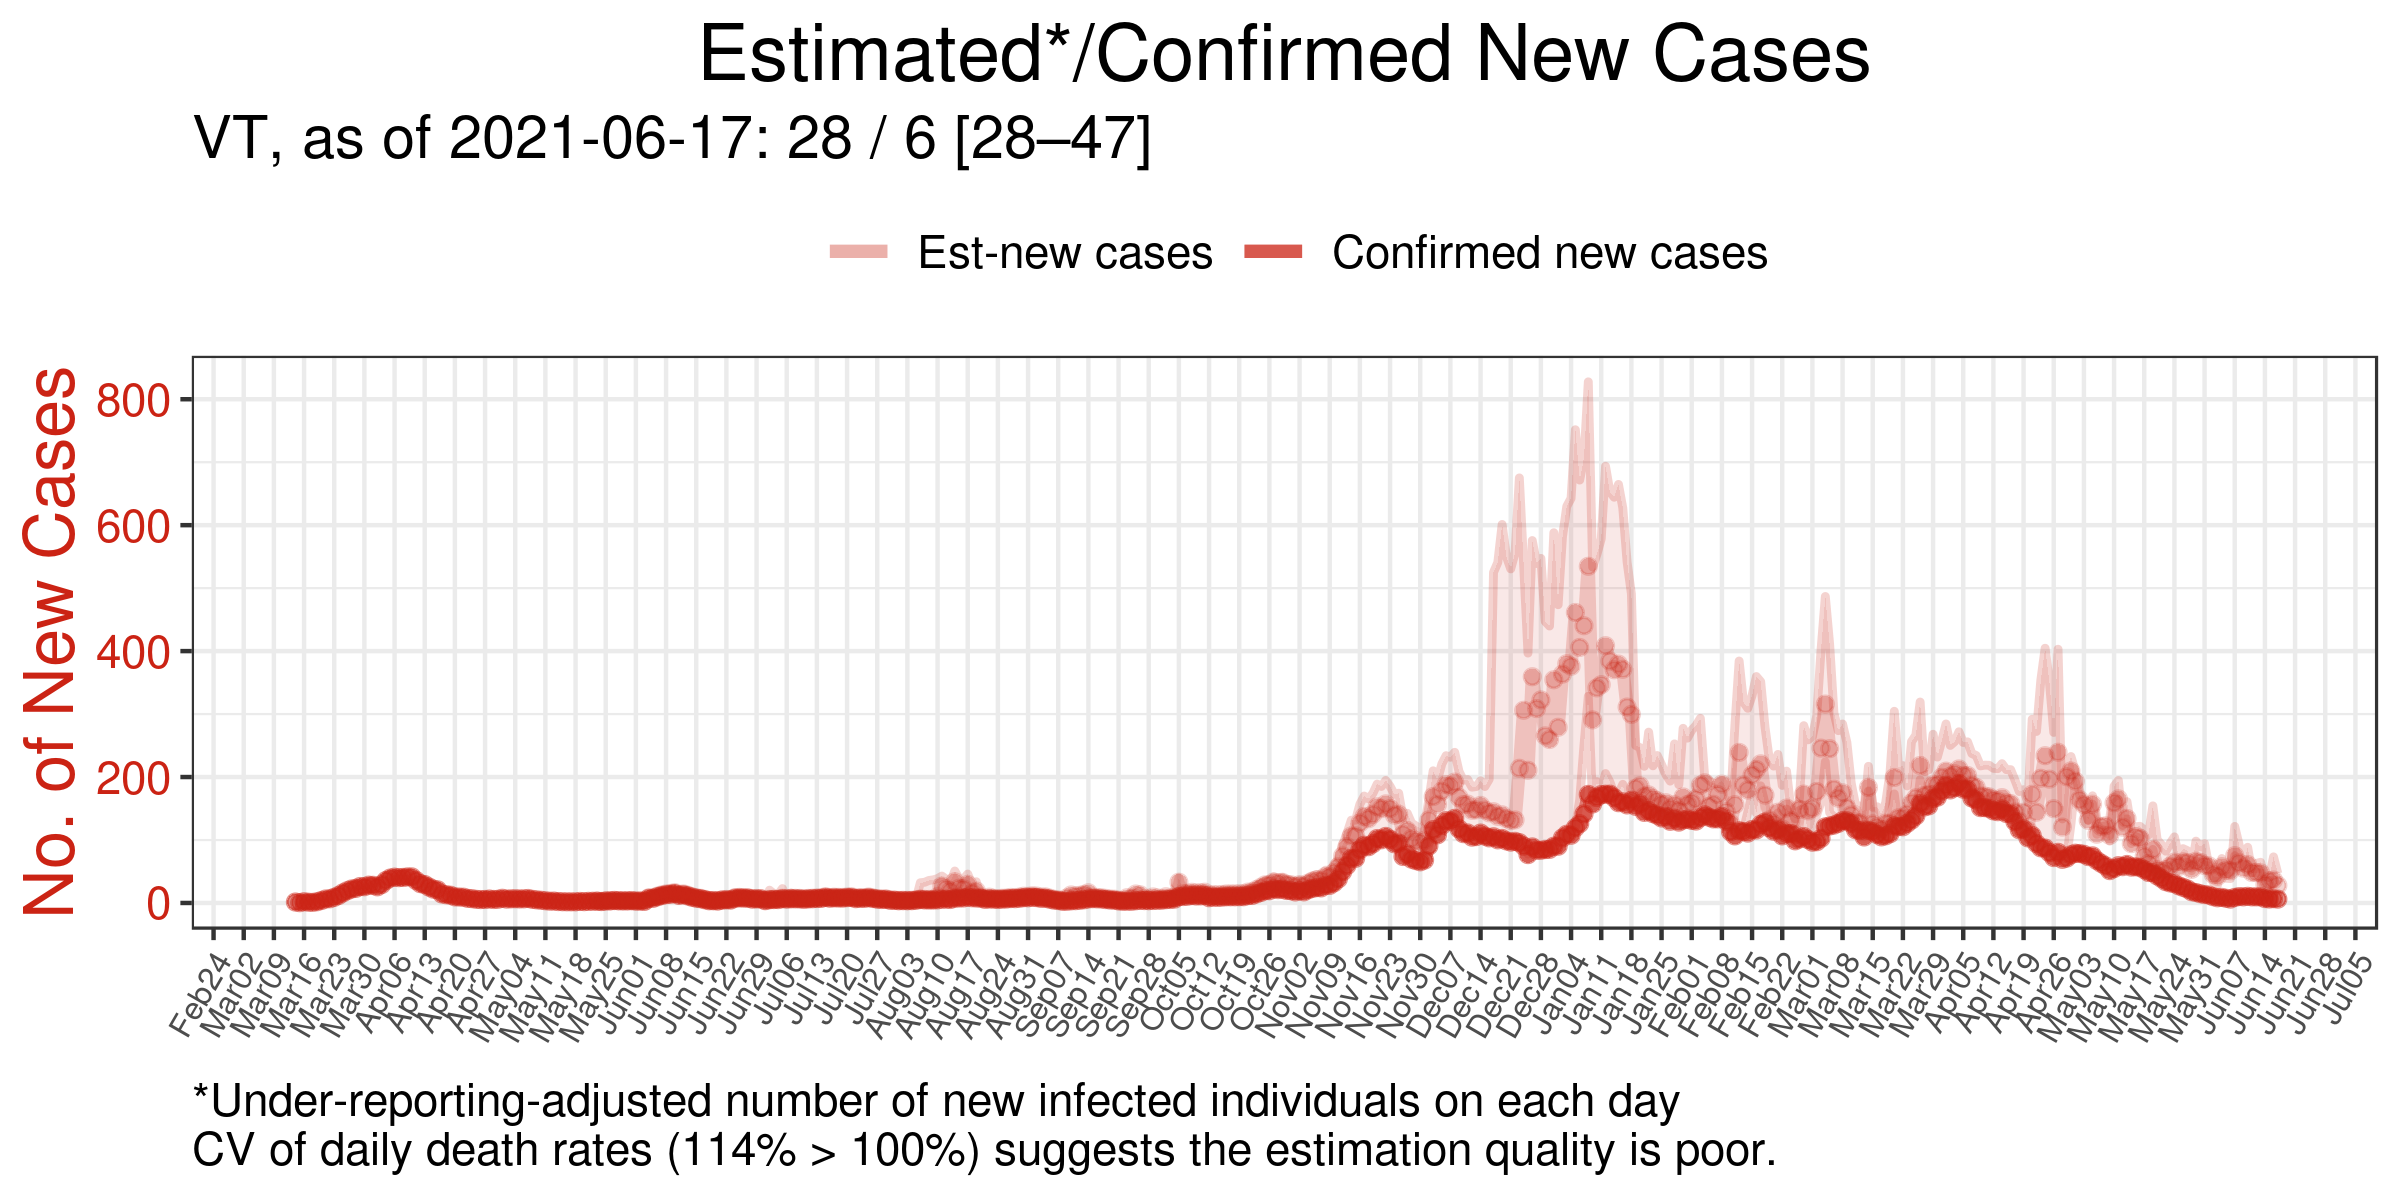 Estimated*/Confirmed New Cases
VT, as of 2021-06-17: 28 / 6 [28–47]
Est-new cases
Confirmed new cases
No. of New Cases
800
600
400
200
0
Feb24
Mar02
Mar09
Mar16
Mar23
Mar30
Apr06
Apr13
Apr20
Apr27
May04
May11
May18
May25
Jun01
Jun08
Jun15
Jun22
Jun29
Jul06
Jul13
Jul20
Jul27
Aug03
Aug10
Aug17
Aug24
Aug31
Sep07
Sep14
Sep21
Sep28
Oct05
Oct12
Oct19
Oct26
Nov02
Nov09
Nov16
Nov23
Nov30
Dec07
Dec14
Dec21
Dec28
Jan04
Jan11
Jan18
Jan25
Feb01
Feb08
Feb15
Feb22
Mar01
Mar08
Mar15
Mar22
Mar29
Apr05
Apr12
Apr19
Apr26
May03
May10
May17
May24
May31
Jun07
Jun14
Jun21
Jun28
Jul05
*Under-reporting-adjusted number of new infected individuals on each day
CV of daily death rates (114% > 100%) suggests the estimation quality is poor.